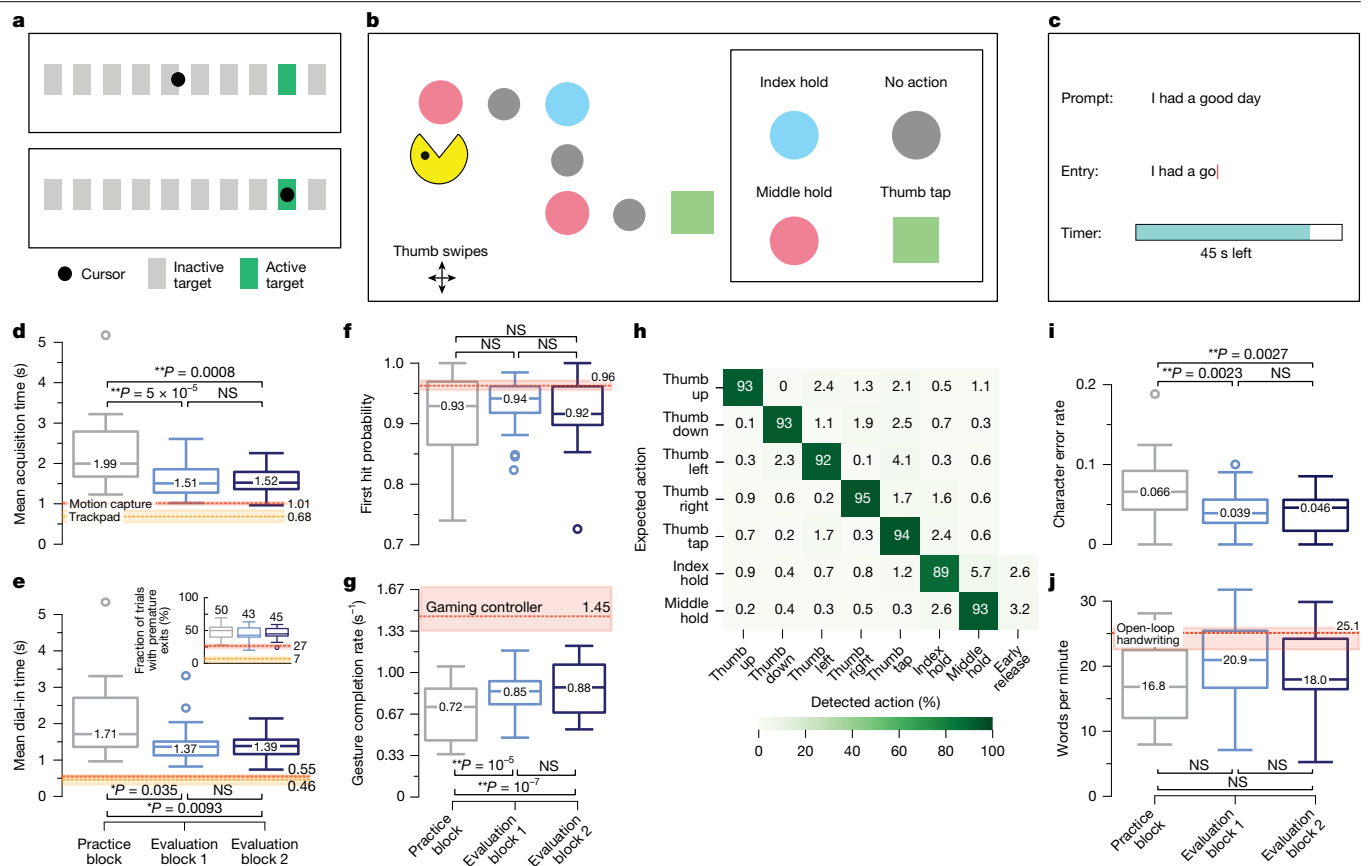 a
Cursor
Inactive
target
Active
target
b
Index hold
No action
Middle hold
Thumb tap
Thumb swipes
c
Prompt:
I had a good day
Entry:
I had a go
Timer:
45 s left
d
Mean acquisition time (s)
5
4
3
2
1
0
**P = 0.0008
**P = 5 × 10⁻⁵
NS
1.99
1.51
1.52
Motion capture
1.01
Trackpad
0.68
e
Mean dial-in time (s)
5
4
3
2
1
0
Fraction of trials
with premature
exits (%)
100
50
0
50
43
45
27
7
1.71
1.37
1.39
0.55
0.46
*P = 0.035
NS
*P = 0.0093
Practice
block
Evaluation
block 1
Evaluation
block 2
f
First hit probability
1.0
0.9
0.8
0.7
NS
NS
NS
0.96
0.93
0.94
0.92
g
Gesture completion rate (s⁻¹)
1.67
1.33
1.00
0.67
0.33
0
Gaming controller
1.45
0.72
0.85
0.88
**P = 10⁻⁵
NS
**P = 10⁻⁷
Practice
block
Evaluation
block 1
Evaluation
block 2
h
Expected action
Thumb
up
93 0 2.4 1.3 2.1 0.5 1.1
Thumb
down
0.1 93 1.1 1.9 2.5 0.7 0.3
Thumb
left
0.3 2.3 92 0.1 4.1 0.3 0.6
Thumb
right
0.9 0.6 0.2 95 1.7 1.6 0.6
Thumb
tap
0.7 0.2 1.7 0.3 94 2.4 0.6
Index
hold
0.9 0.4 0.7 0.8 1.2 89 5.7 2.6
Middle
hold
0.2 0.4 0.3 0.5 0.3 2.6 93 3.2
Thumb
up
Thumb
down
Thumb
left
Thumb
right
Thumb
tap
Index
hold
Middle
hold
Early
release
Detected action (%)
0 20 40 60 80 100
i
Character error rate
0.2
0.1
0
**P = 0.0027
**P = 0.0023
NS
0.066
0.039
0.046
j
Words per minute
30
20
10
0
Open-loop
handwriting
25.1
16.8
20.9
18.0
NS
NS
NS
Practice
block
Evaluation
block 1
Evaluation
block 2